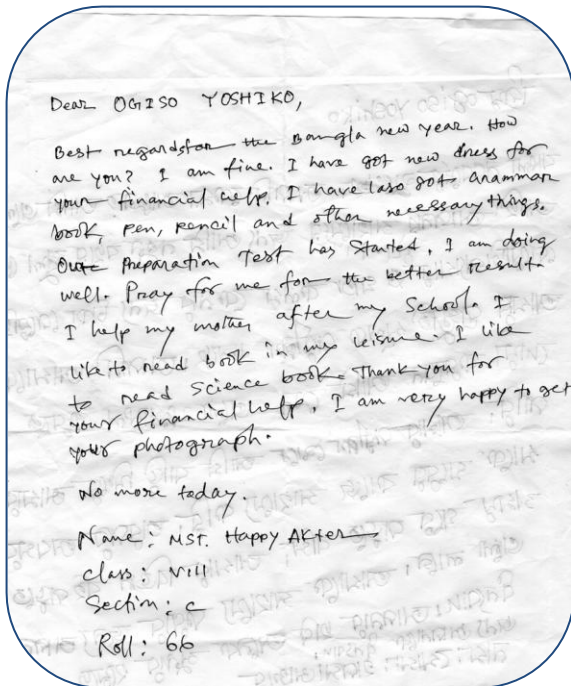 Dear OGISO YOSHIKO,
Best regardsfor the Bangla new year. How
are you? I am fine. I have got new dress for
your financial help. I have laso got Grammar
book, pen, pencil and other necessary things.
Our Preparation Test has started. I am doing
well. Pray for me for the better result.
I help my mother after my School. I
like to read book in my leisure. I like
to read Science book. Thank you for
your financial help. I am very happy to get
your photograph.
No more today.
Name: MST. Happy AKter
class: VIII
Section: c
Roll: 66